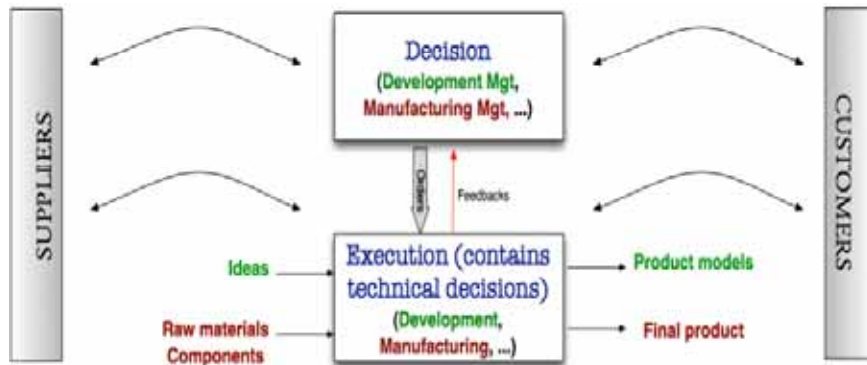 SUPPLIERS
Decision
(Development Mgt,
Manufacturing Mgt, ...)
CUSTOMERS
Orders
Feedbacks
Ideas
Raw materials
Components
Execution (contains
technical decisions)
(Development,
Manufacturing, ...)
Product models
Final product